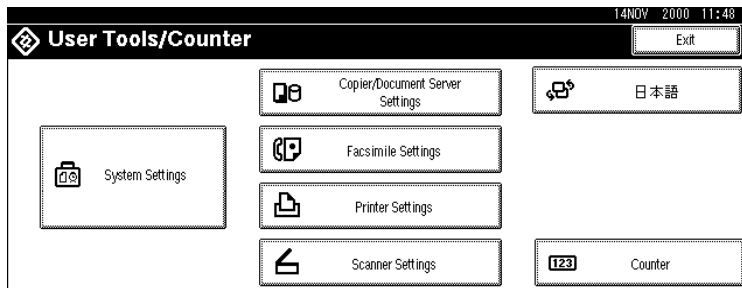 14NOV 2000 11:48
User Tools/Counter
Exit
System Settings
Copier/Document Server
Settings
Facsimile Settings
Printer Settings
Scanner Settings
日本語
123
Counter